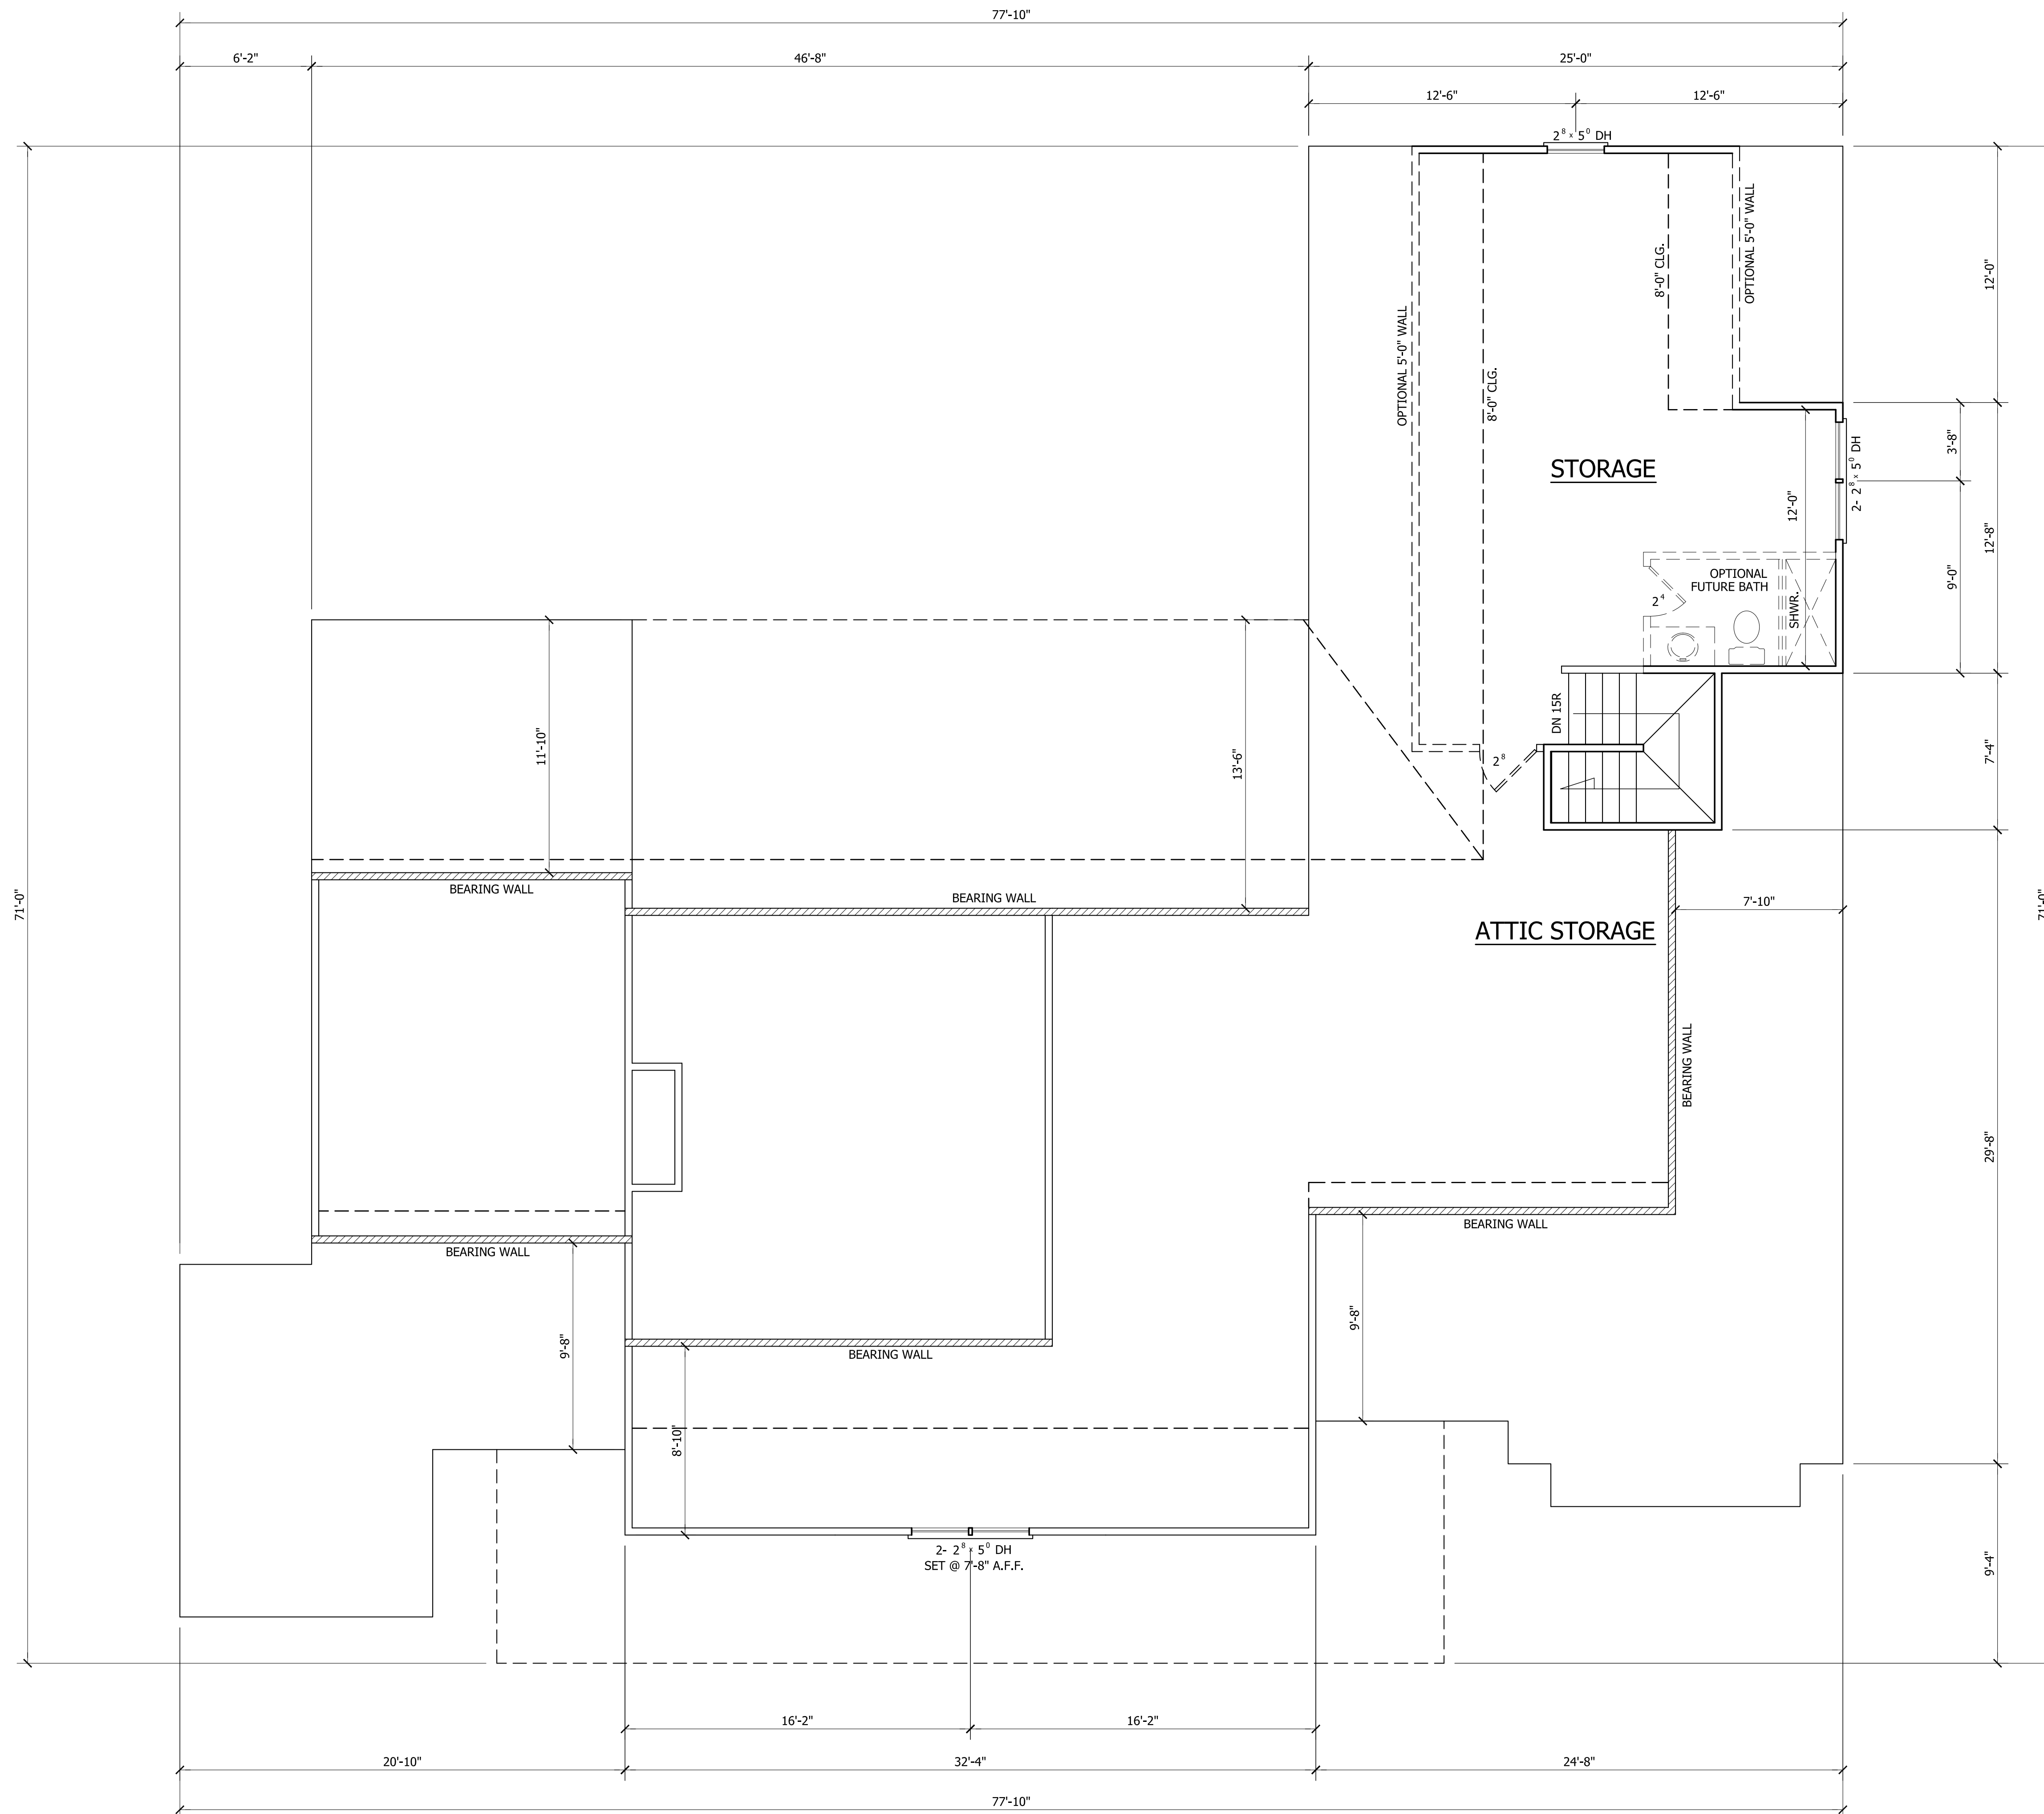 77'-10"
6'-2"
46'-8"
25'-0"
12'-6"
12'-6"
2⁸ x 5⁰ DH
OPTIONAL 5'-0" WALL
8'-0" CLG.
12'-0"
OPTIONAL 5'-0" WALL
8'-0" CLG.
STORAGE
3'-8"
2- 2⁸ x 5⁰ DH
12'-0"
12'-8"
9'-0"
OPTIONAL
FUTURE BATH
2⁴
SHWR.
DN 15R
11'-10"
13'-6"
2⁸
7'-4"
BEARING WALL
BEARING WALL
71'-0"
7'-10"
71'-0"
ATTIC STORAGE
BEARING WALL
29'-8"
BEARING WALL
BEARING WALL
9'-8"
9'-8"
BEARING WALL
8'-10"
2- 2⁸ x 5⁰ DH
SET @ 7'-8" A.F.F.
9'-4"
16'-2"
16'-2"
20'-10"
32'-4"
24'-8"
77'-10"